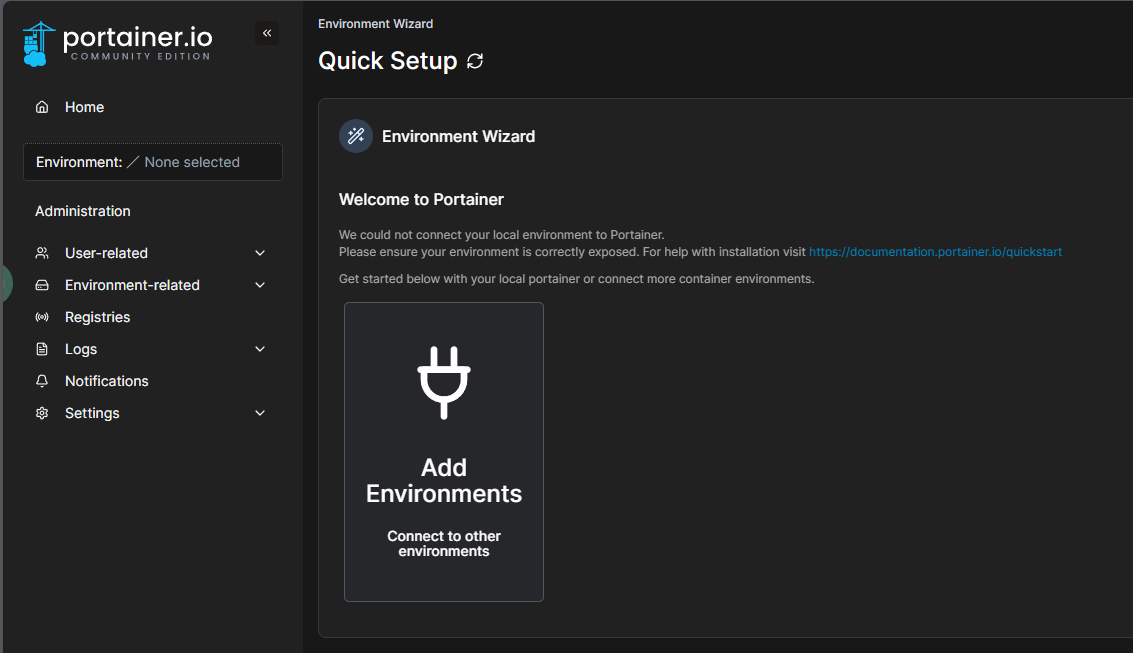 portainer.io
COMMUNITY EDITION
Home
Environment: None selected
Administration
User-related
Environment-related
Registries
Logs
Notifications
Settings
Environment Wizard
Quick Setup
Environment Wizard
Welcome to Portainer
We could not connect your local environment to Portainer.
Please ensure your environment is correctly exposed. For help with installation visit https://documentation.portainer.io/quickstart
Get started below with your local portainer or connect more container environments.
Add
Environments
Connect to other
environments